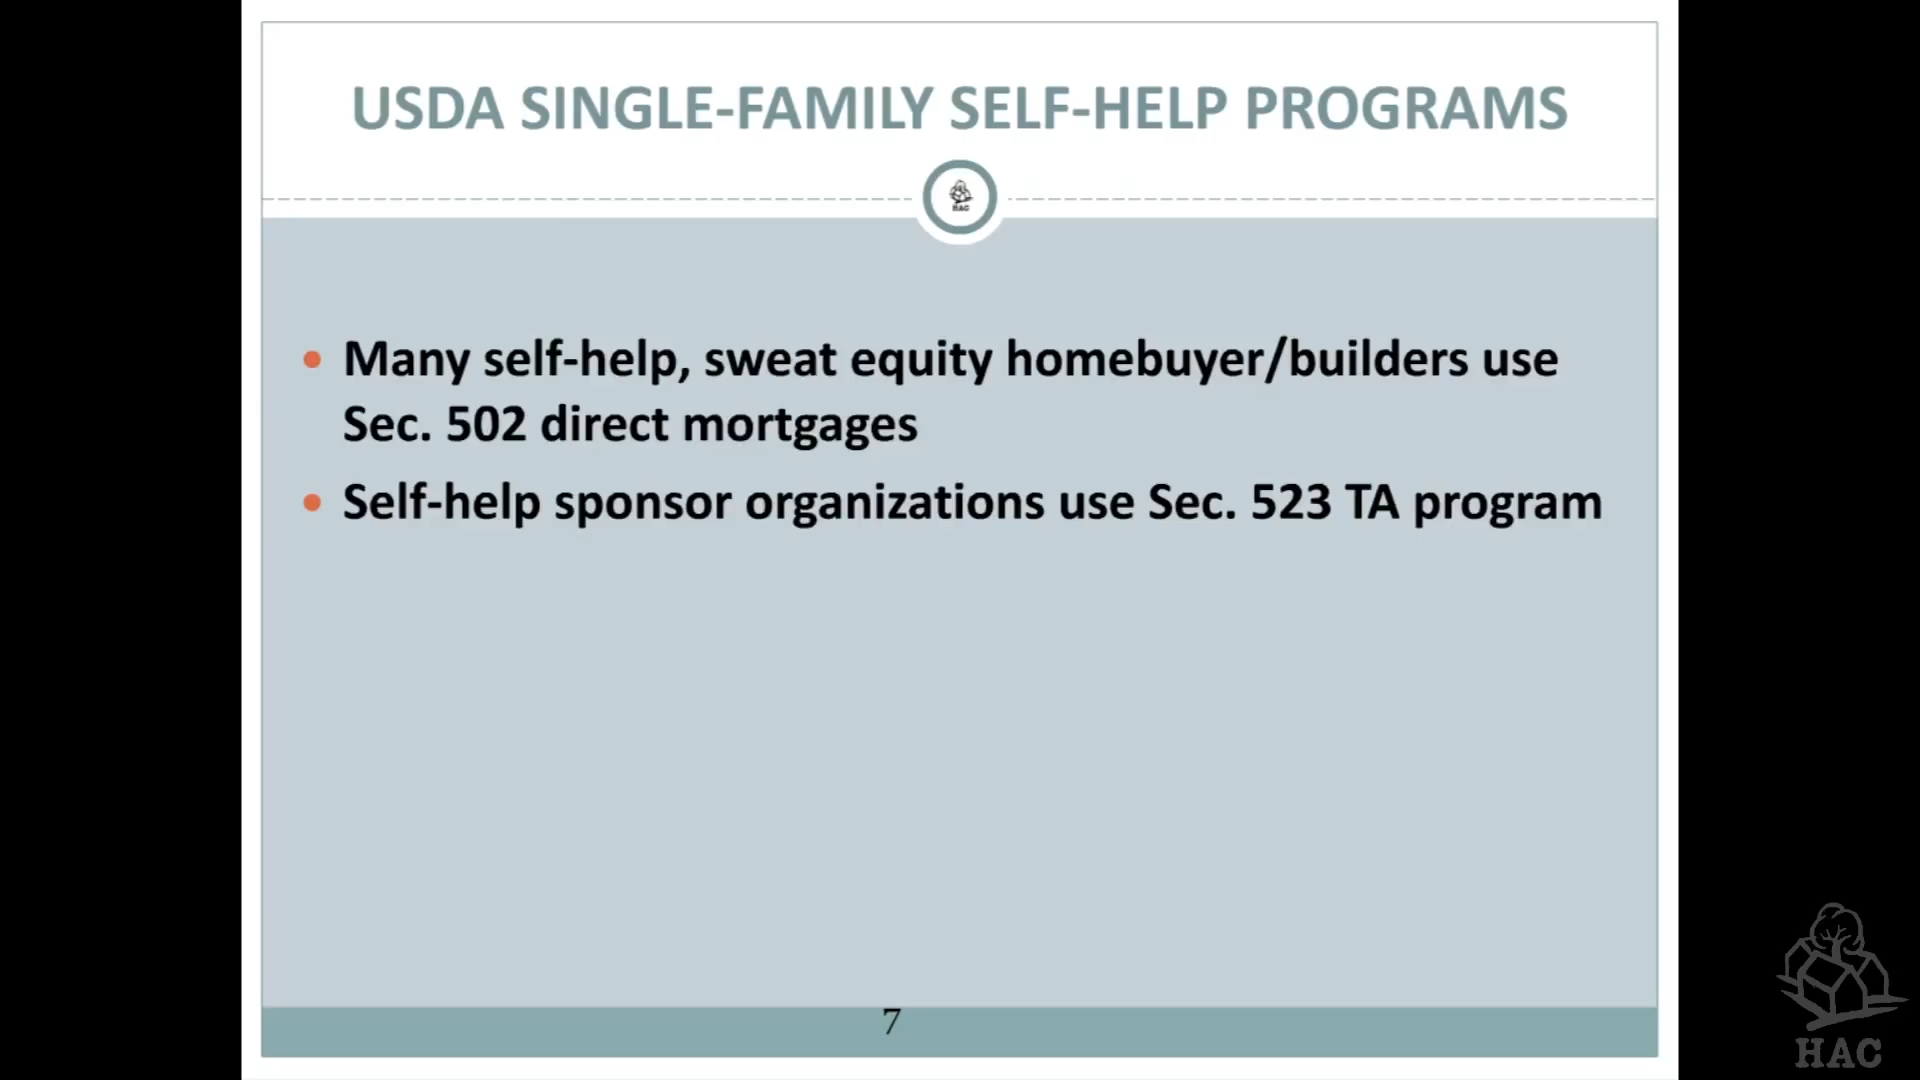 USDA SINGLE-FAMILY SELF-HELP PROGRAMS
HAC
• Many self-help, sweat equity homebuyer/builders use
Sec. 502 direct mortgages
• Self-help sponsor organizations use Sec. 523 TA program
7
HAC